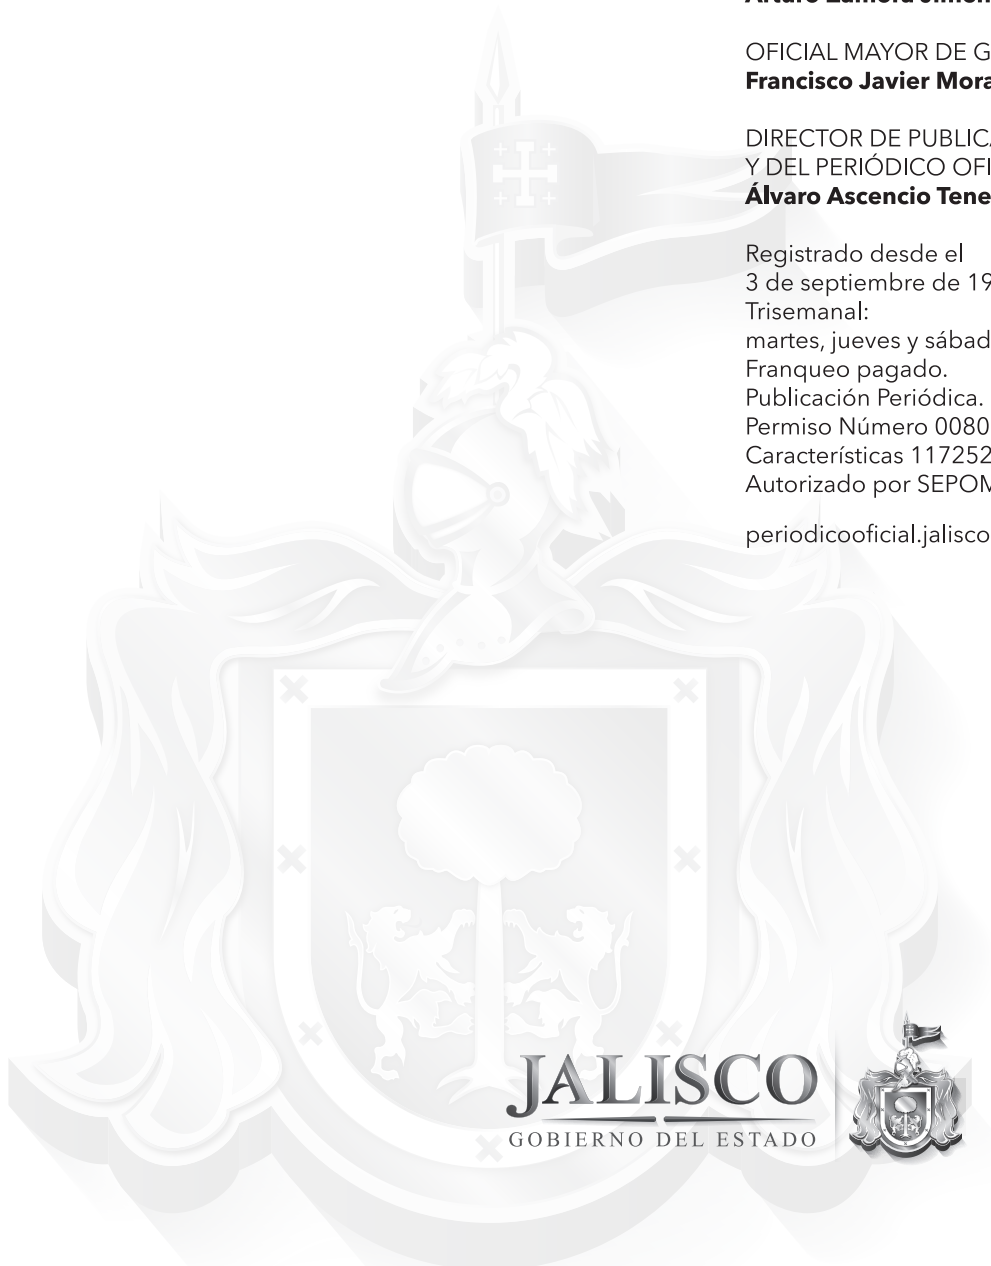 OFICIAL MAYOR DE G
Francisco Javier Mora
DIRECTOR DE PUBLICA
Y DEL PERIÓDICO OFI
Álvaro Ascencio Tene
Registrado desde el
3 de septiembre de 19
Trisemanal:
martes, jueves y sábad
Franqueo pagado.
Publicación Periódica.
Permiso Número 0080
Características 117252
Autorizado por SEPOM
periodicooficial.jalisco
JALISCO
GOBIERNO DEL ESTADO